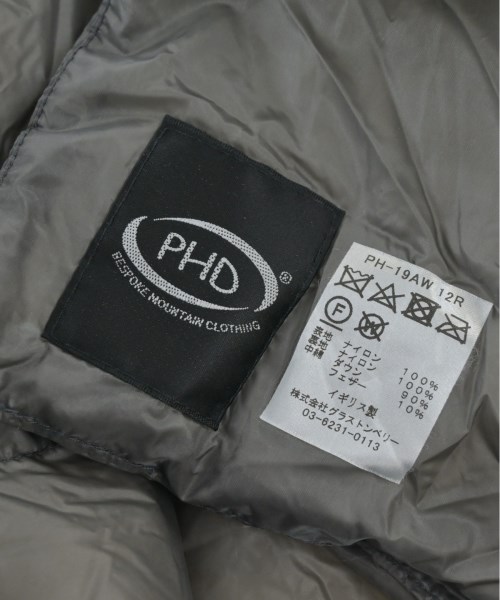 PHD®
BESPOKE MOUNTAIN CLOTHING
PH-19AW 12R
F
表地 ナイロン 100%
裏地 ナイロン 100%
中綿 ダウン 90%
フェザー 10%
イギリス製
株式会社グラストンベリー
03-6231-0113